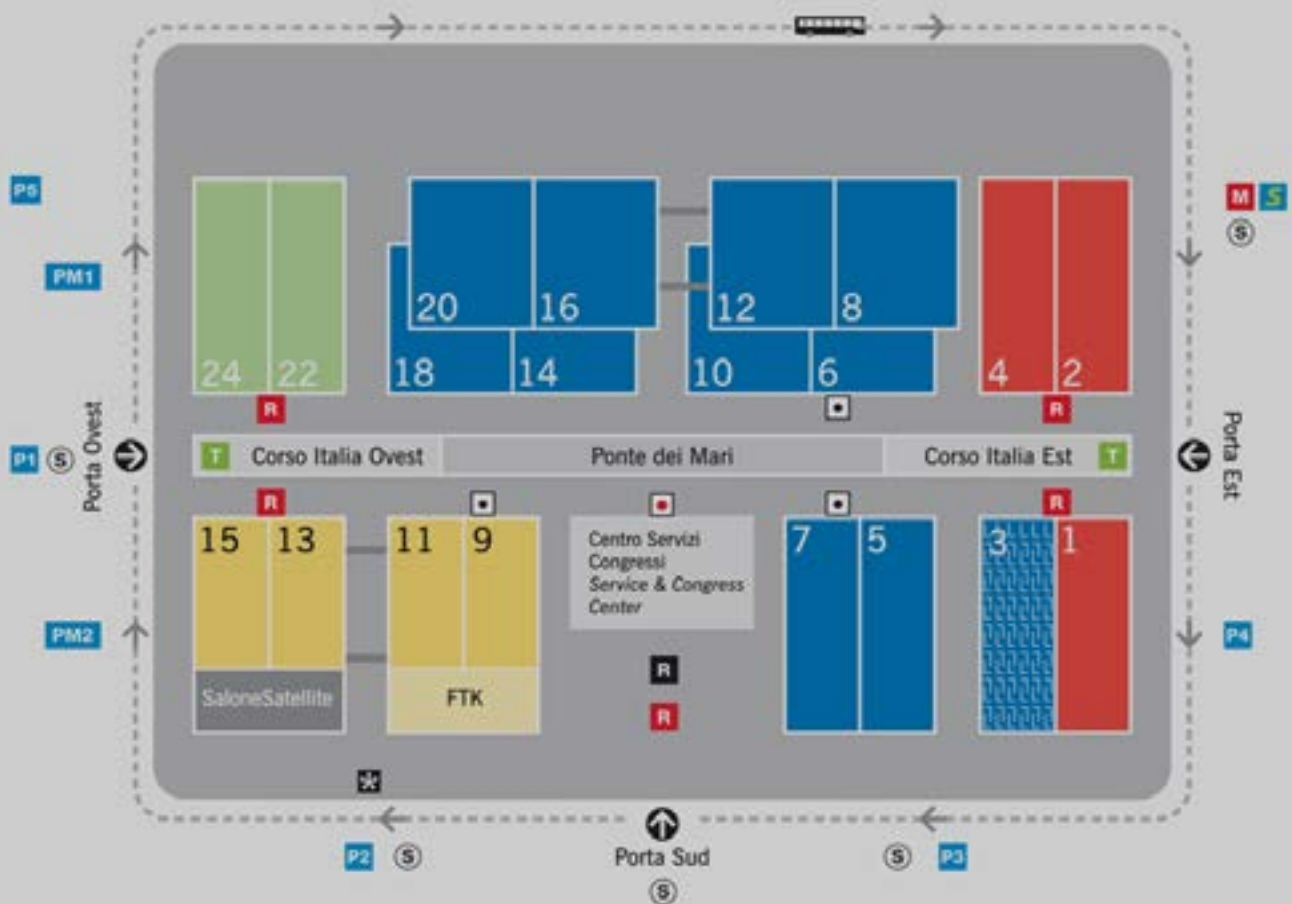 P5
M S
S
PM1
20 16 12 8
24 22 18 14 10 6 4 2
R R
P1 S Porta Ovest
T Corso Italia Ovest Ponte dei Mari Corso Italia Est T
Porta Est
R R
15 13 11 9 7 5 3 1
Centro Servizi
Congressi
Service & Congress
Center
PM2
P4
SaloneSatellite FTK
R
R
*
P2 S Porta Sud S P3
S